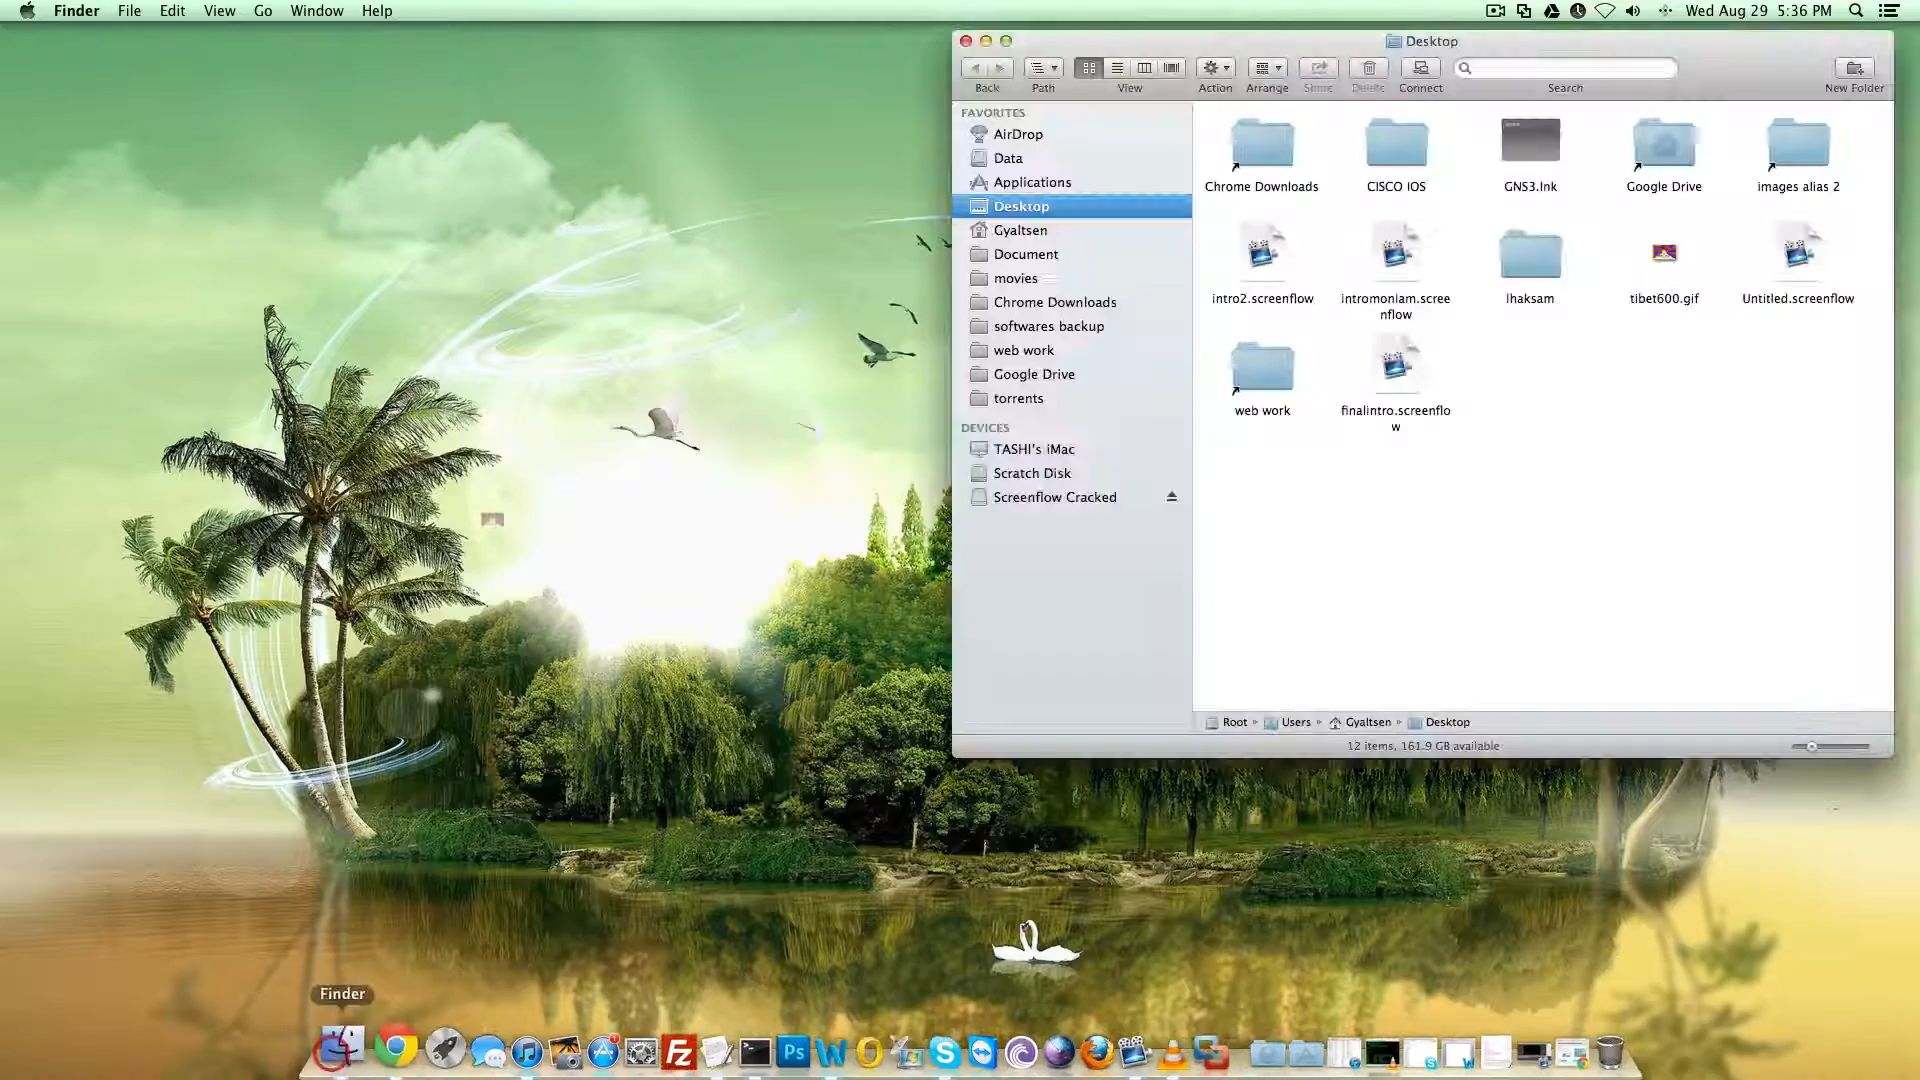 Finder File Edit View Go Window Help
Wed Aug 29 5:36 PM
Desktop
Back Path View Action Arrange Share Delete Connect Search New Folder
FAVORITES
AirDrop
Data
Applications
Desktop
Gyaltsen
Document
movies
Chrome Downloads
softwares backup
web work
Google Drive
torrents
DEVICES
TASHI's iMac
Scratch Disk
Screenflow Cracked
Chrome Downloads
CISCO IOS
GNS3.lnk
Google Drive
images alias 2
intro2.screenflow
intromonlam.scree
nflow
lhaksam
tibet600.gif
Untitled.screenflow
web work
finalintro.screenflo
w
Root Users Gyaltsen Desktop
12 items, 161.9 GB available
Finder
Fz
Ps
W